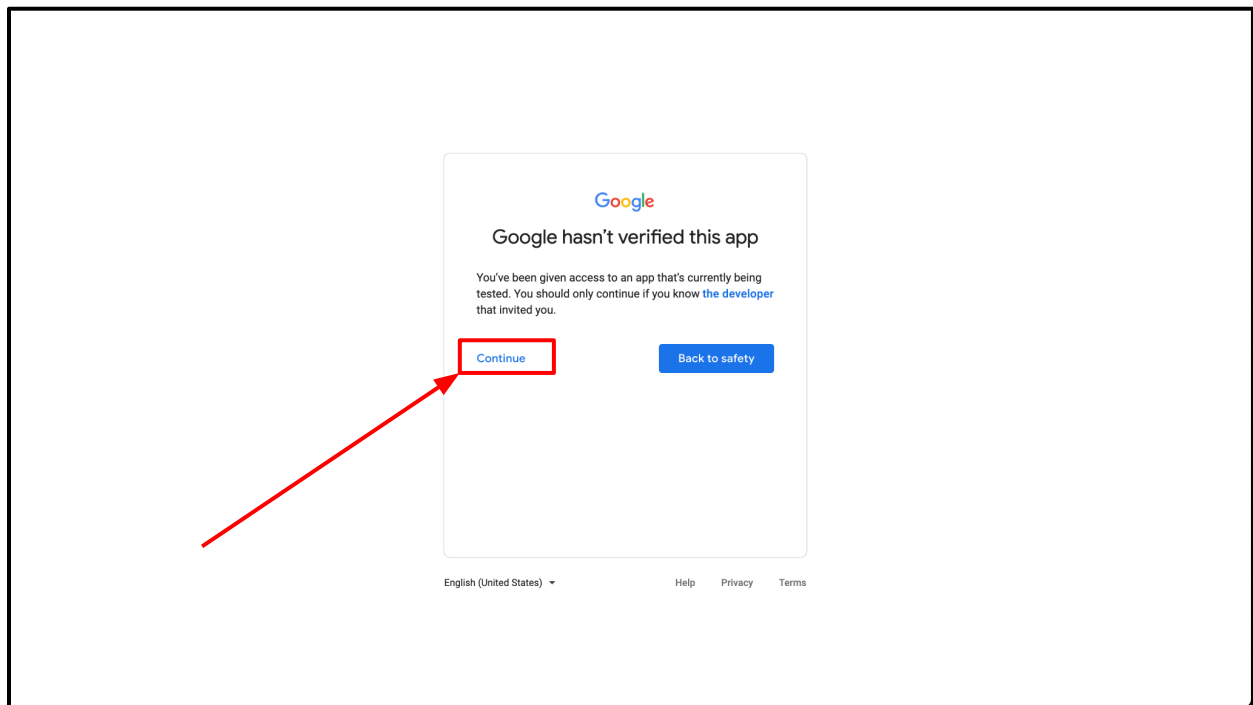 Google
Google hasn't verified this app
You've been given access to an app that's currently being
tested. You should only continue if you know the developer
that invited you.
Continue
Back to safety
English (United States)
Help Privacy Terms